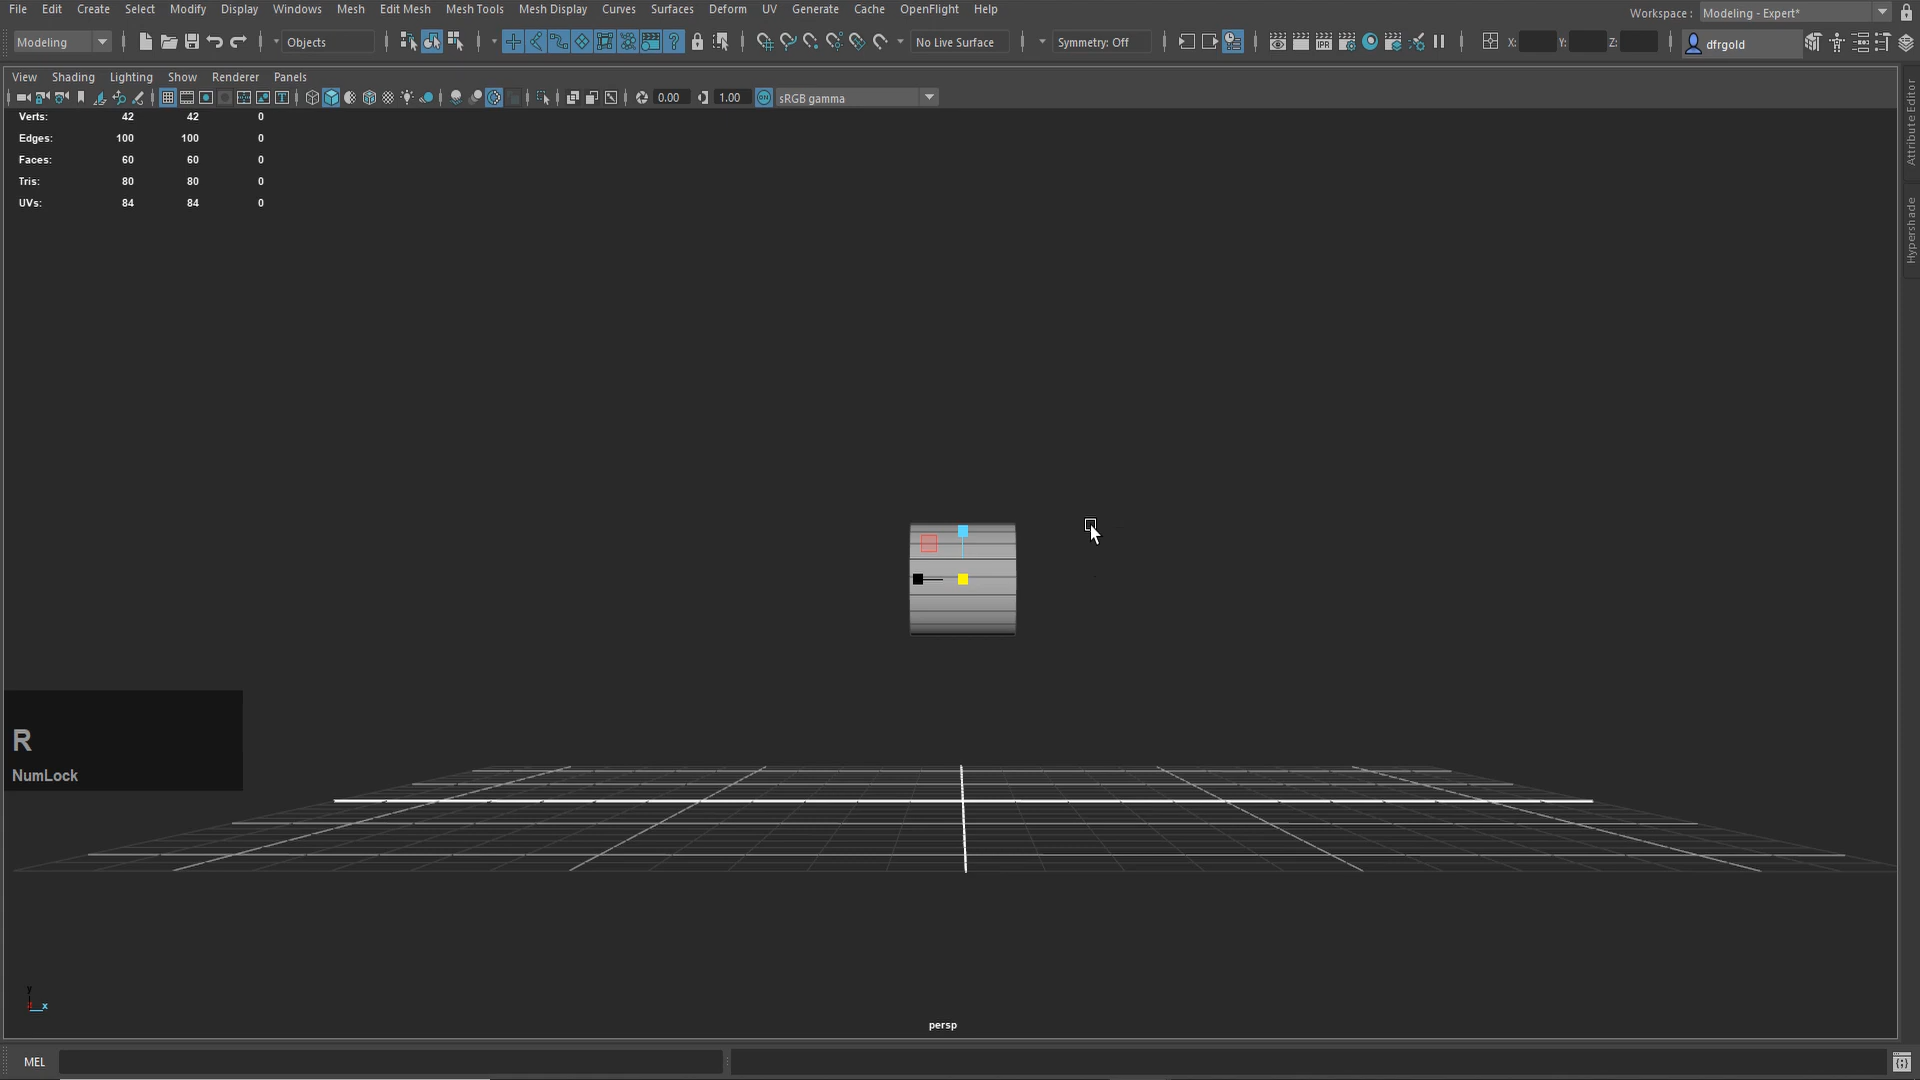 File Edit Create Select Modify Display Windows Mesh Edit Mesh Mesh Tools Mesh Display Curves Surfaces Deform UV Generate Cache OpenFlight Help
Workspace : Modeling - Expert*
Modeling Objects No Live Surface Symmetry: Off X: Y: Z: dfrgold
View Shading Lighting Show Renderer Panels
0.00 1.00 ON sRGB gamma
Verts: 42 42 0
Edges: 100 100 0
Faces: 60 60 0
Tris: 80 80 0
UVs: 84 84 0
Attribute Editor
Hypershade
R
NumLock
y
x
persp
MEL